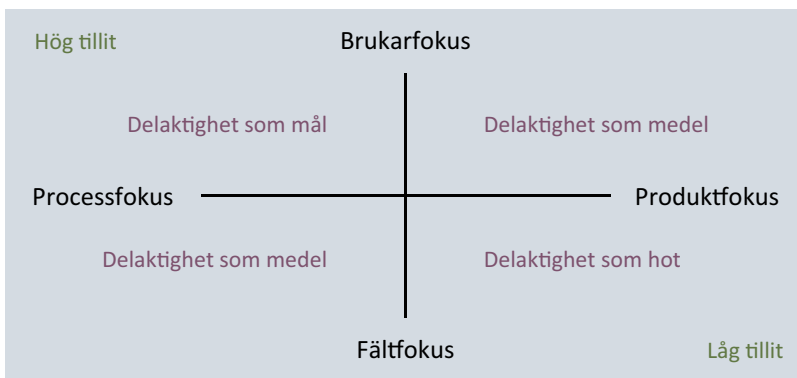 Hög tillit
Brukarfokus
Delaktighet som mål
Delaktighet som medel
Processfokus
Produktfokus
Delaktighet som medel
Delaktighet som hot
Fältfokus
Låg tillit